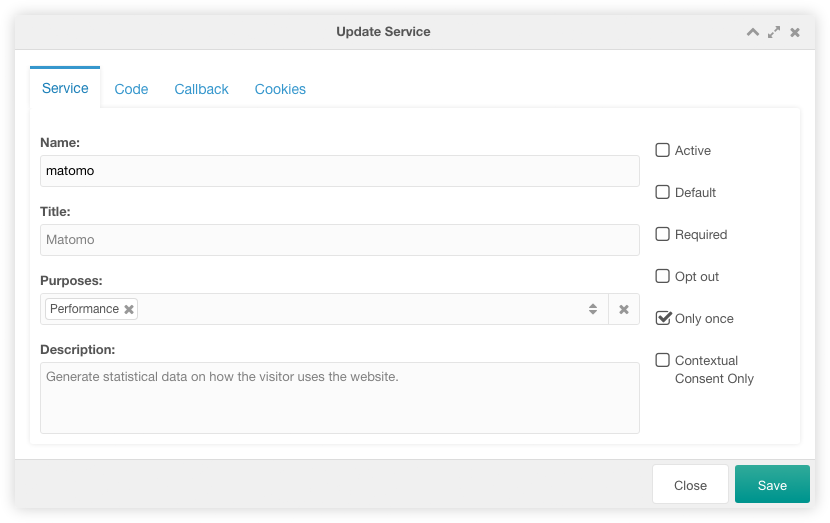 Update Service
Service
Code
Callback
Cookies
Name:
matomo
Title:
Matomo
Purposes:
Performance
Description:
Generate statistical data on how the visitor uses the website.
Active
Default
Required
Opt out
Only once
Contextual
Consent Only
Close
Save